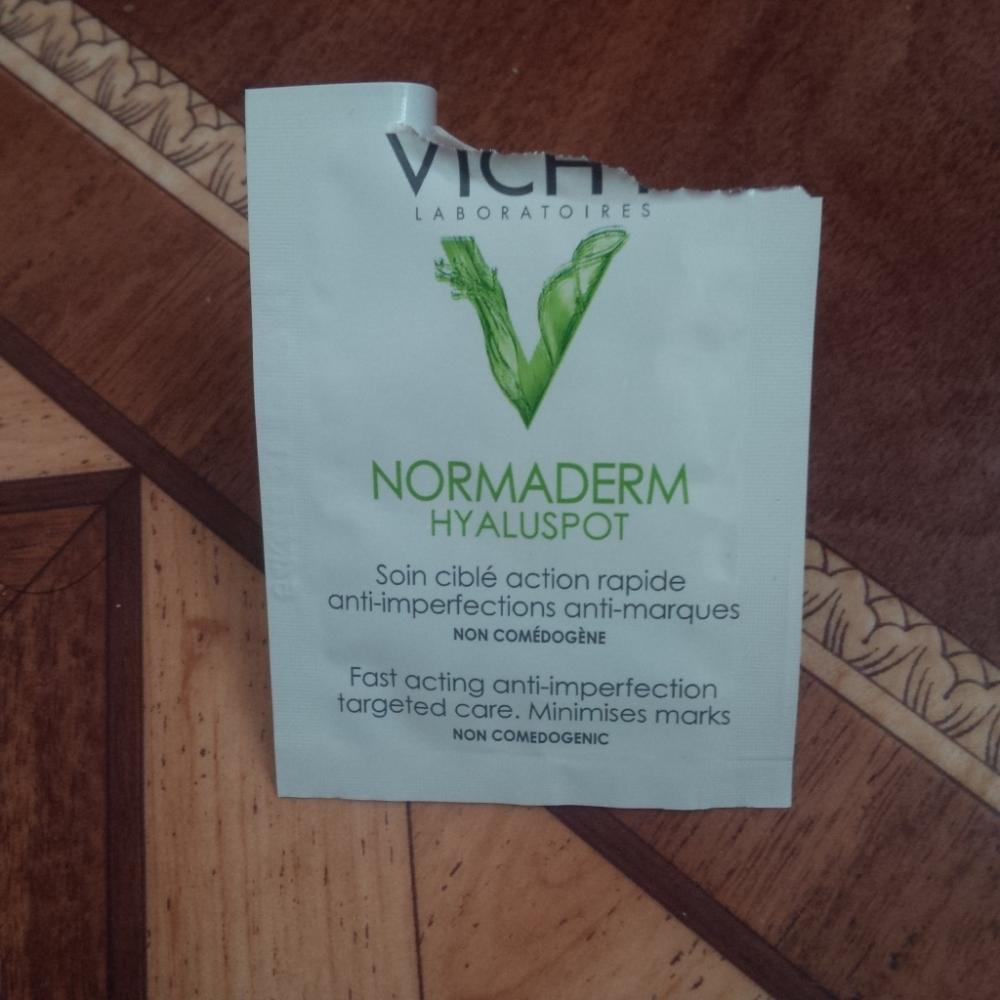 VICHY
LABORATOIRES
NORMADERM
HYALUSPOT
Soin ciblé action rapide
anti-imperfections anti-marques
NON COMÉDOGÈNE
Fast acting anti-imperfection
targeted care. Minimises marks
NON COMEDOGENIC